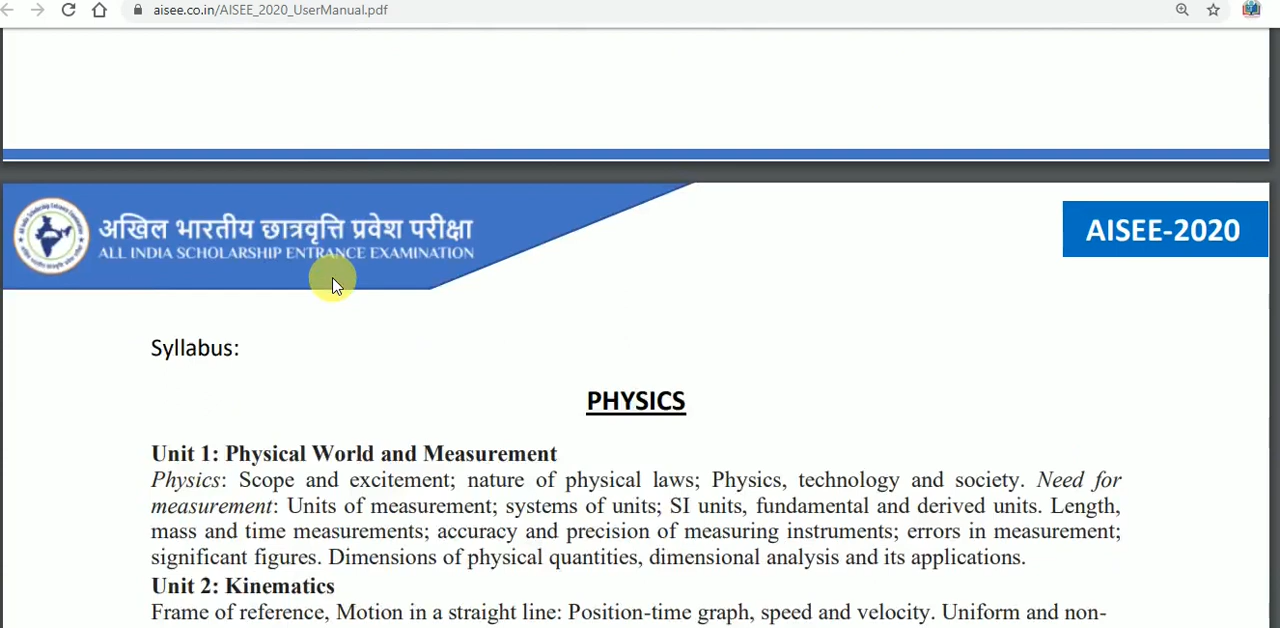 aisee.co.in/AISEE_2020_UserManual.pdf
अखिल भारतीय छात्रवृत्ति प्रवेश परीक्षा
ALL INDIA SCHOLARSHIP ENTRANCE EXAMINATION
AISEE-2020
Syllabus:
PHYSICS
Unit 1: Physical World and Measurement
Physics: Scope and excitement; nature of physical laws; Physics, technology and society. Need for
measurement: Units of measurement; systems of units; SI units, fundamental and derived units. Length,
mass and time measurements; accuracy and precision of measuring instruments; errors in measurement;
significant figures. Dimensions of physical quantities, dimensional analysis and its applications.
Unit 2: Kinematics
Frame of reference, Motion in a straight line: Position-time graph, speed and velocity. Uniform and non-